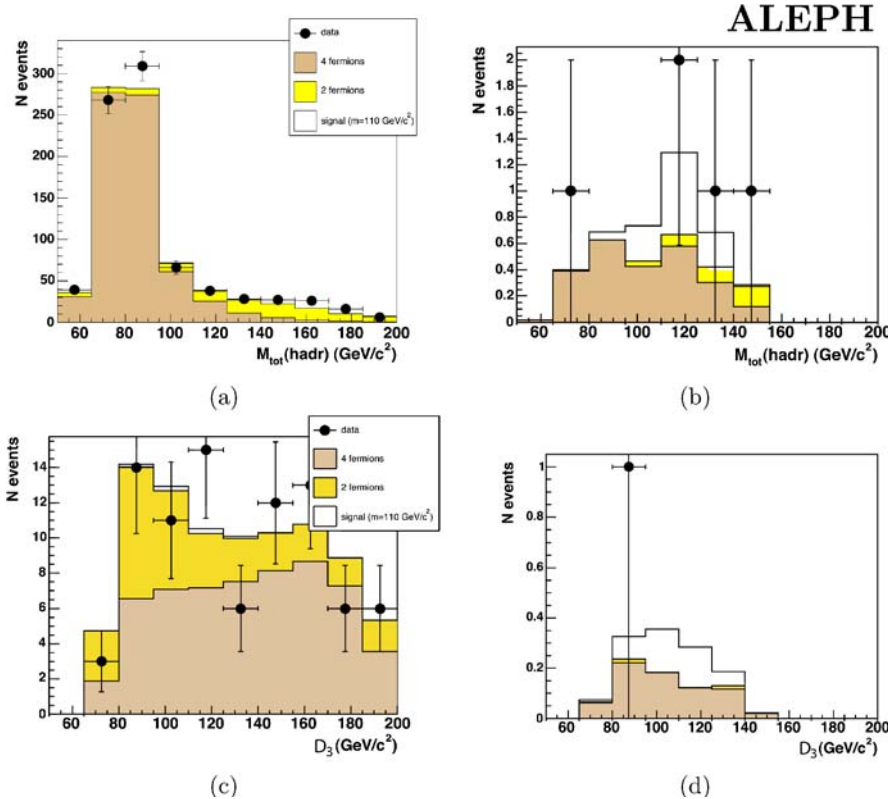 ALEPH
N events
300
250
200
150
100
50
0
60 80 100 120 140 160 180 200
M_tot(hadr) (GeV/c²)
data
4 fermions
2 fermions
signal (m=110 GeV/c²)
(a)
N events
2
1.8
1.6
1.4
1.2
1
0.8
0.6
0.4
0.2
0
60 80 100 120 140 160 180 200
M_tot(hadr) (GeV/c²)
(b)
N events
14
12
10
8
6
4
2
0
60 80 100 120 140 160 180 200
D₃(GeV/c²)
data
4 fermions
2 fermions
signal (m=110 GeV/c²)
(c)
N events
1
0.8
0.6
0.4
0.2
0
60 80 100 120 140 160 180 200
D₃(GeV/c²)
(d)